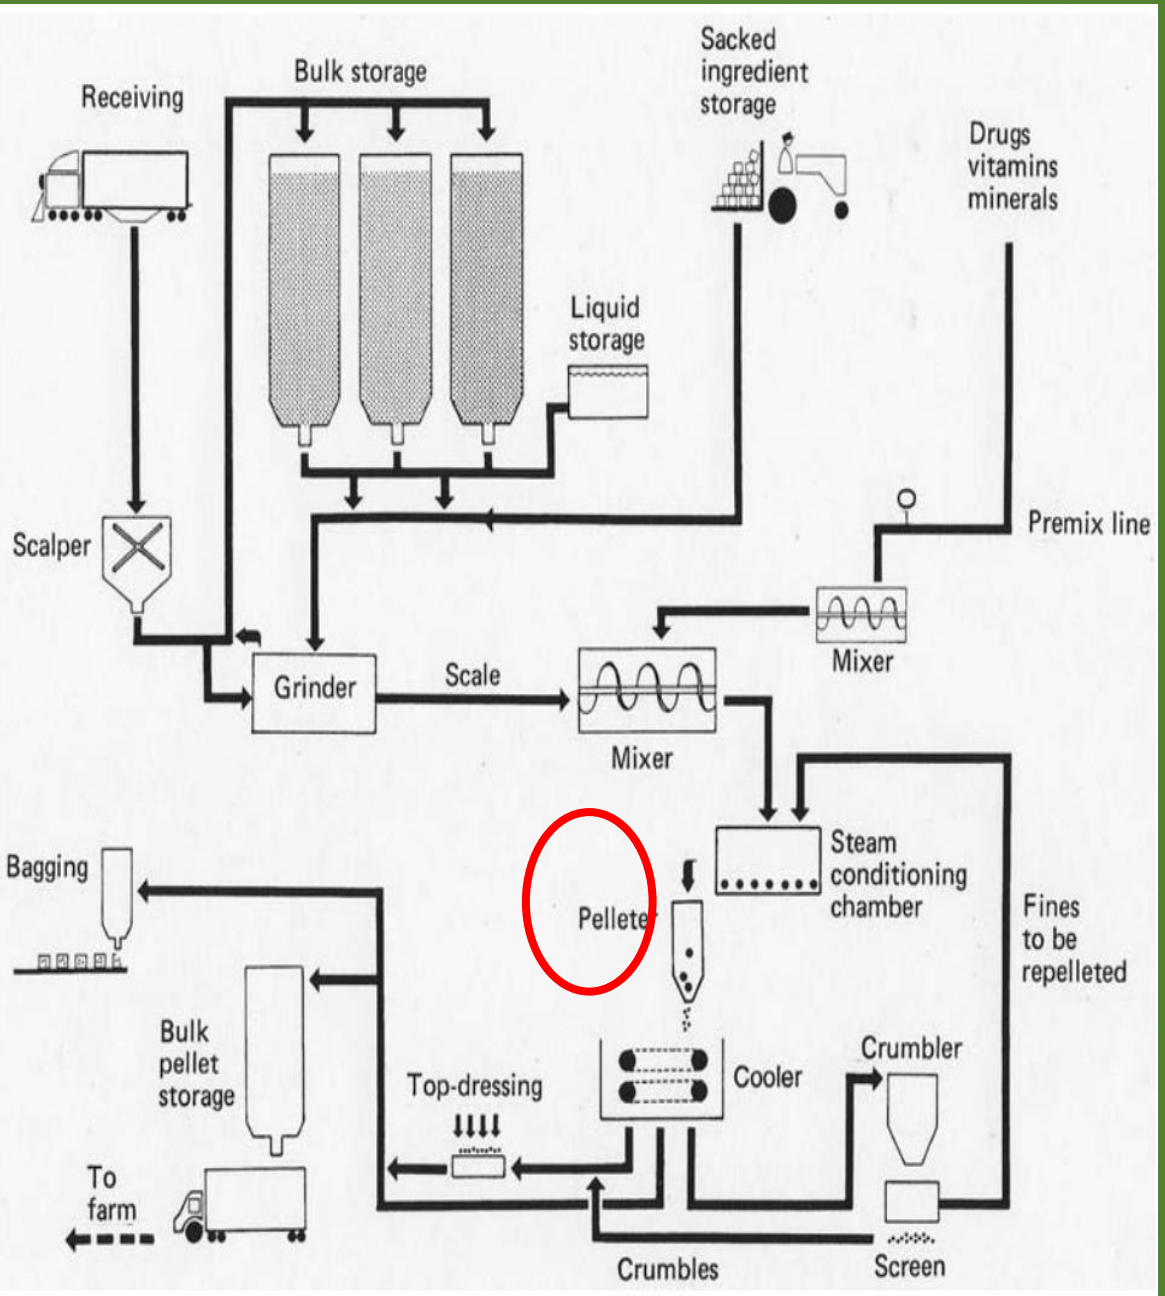 Receiving
Bulk storage
Sacked
ingredient
storage
Drugs
vitamins
minerals
Liquid
storage
Scalper
Premix line
Grinder
Scale
Mixer
Mixer
Bagging
Pelleter
Steam
conditioning
chamber
Fines
to be
repelleted
Bulk
pellet
storage
Top-dressing
Cooler
Crumbler
To
farm
Crumbles
Screen